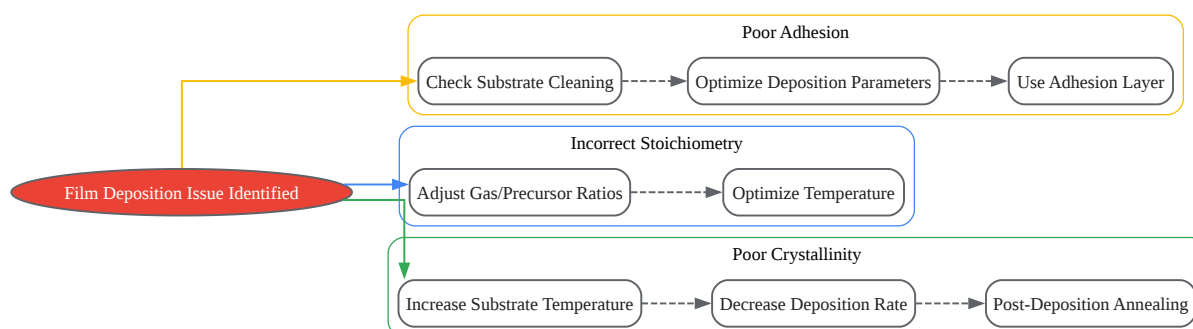 Poor Adhesion
Check Substrate Cleaning
Optimize Deposition Parameters
Use Adhesion Layer
Incorrect Stoichiometry
Film Deposition Issue Identified
Adjust Gas/Precursor Ratios
Optimize Temperature
Poor Crystallinity
Increase Substrate Temperature
Decrease Deposition Rate
Post-Deposition Annealing